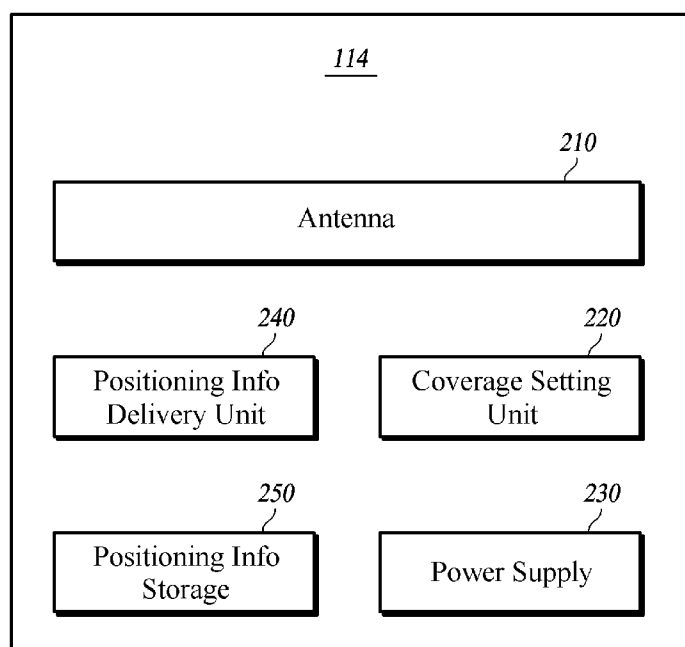 114
210
Antenna
240
Positioning Info
Delivery Unit
220
Coverage Setting
Unit
250
Positioning Info
Storage
230
Power Supply